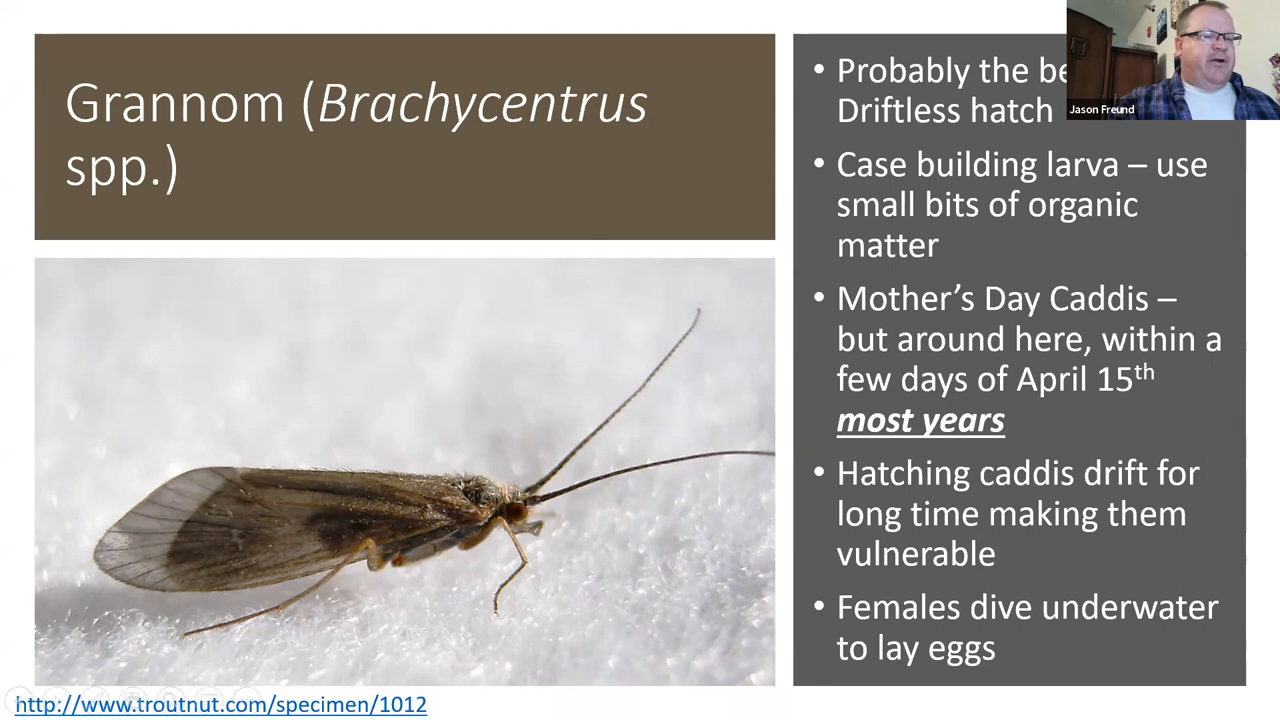 Grannom (Brachycentrus
spp.)
• Probably the
Driftless hatch
• Case building larva – use
small bits of organic
matter
• Mother’s Day Caddis –
but around here, within a
few days of April 15th
most years
• Hatching caddis drift for
long time making them
vulnerable
• Females dive underwater
to lay eggs
Jason Freund
http://www.troutnut.com/specimen/1012